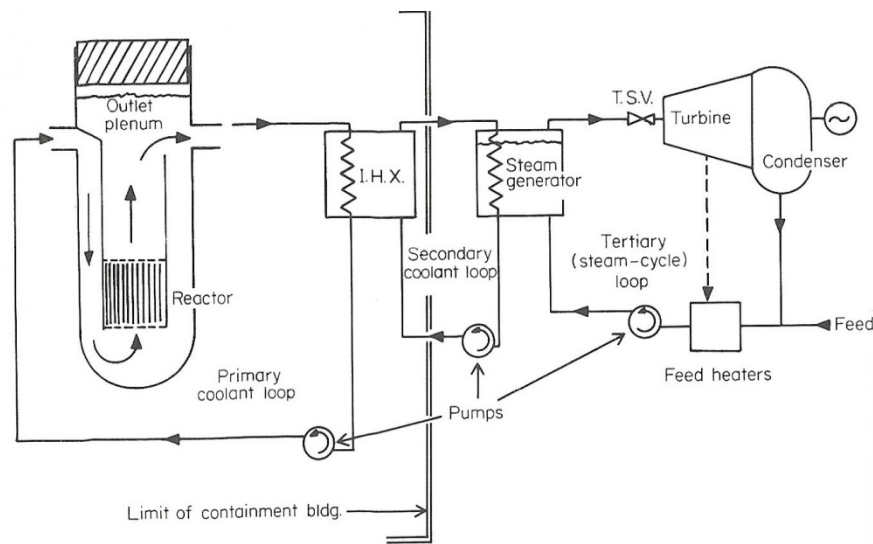 Outlet
plenum
Reactor
Primary
coolant loop
I.H.X.
Secondary
coolant loop
Steam
generator
T.S.V.
Turbine
Condenser
Tertiary
(steam-cycle)
loop
Feed
Feed heaters
Pumps
Limit of containment bldg.